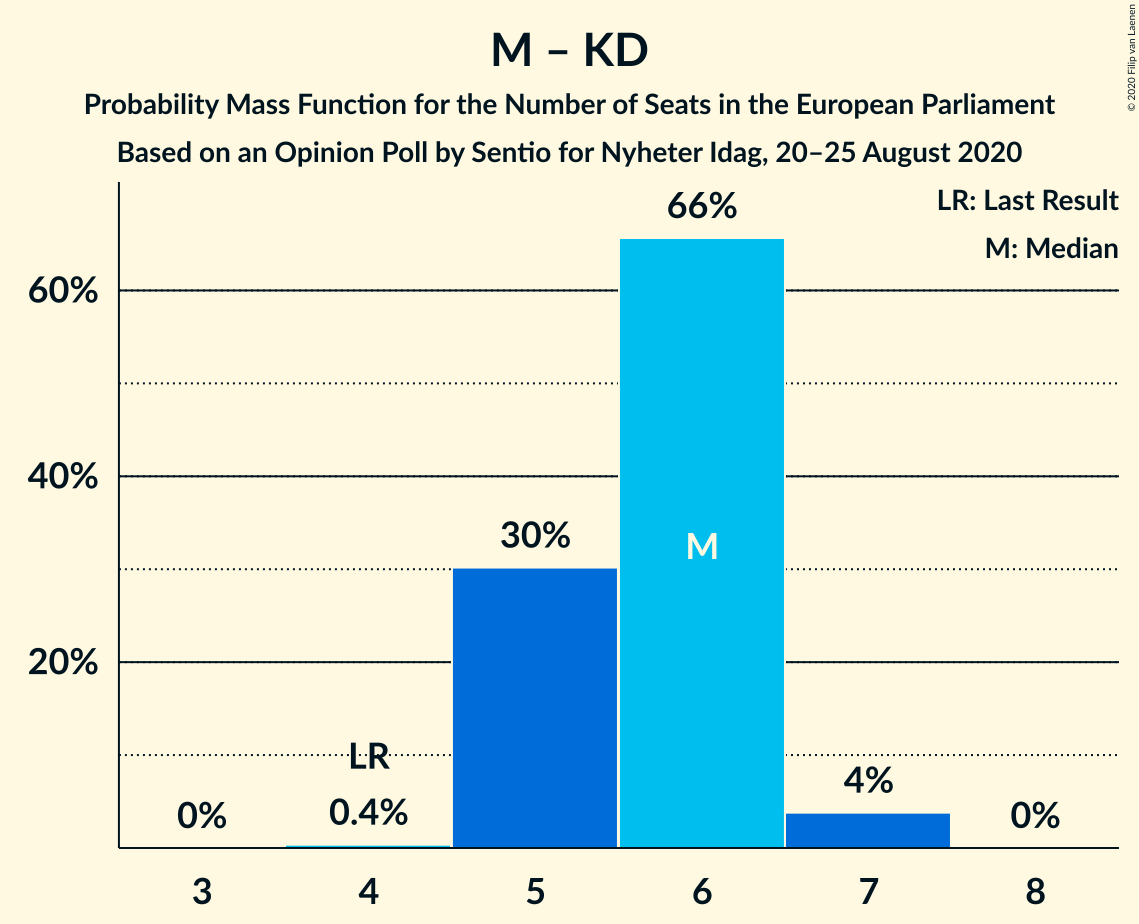 M – KD
Probability Mass Function for the Number of Seats in the European Parliament
Based on an Opinion Poll by Sentio for Nyheter Idag, 20–25 August 2020
© 2020 Filip van Laenen
LR: Last Result
M: Median
66%
60%
40%
30%
M
20%
LR
4%
0%
0.4%
0%
3 4 5 6 7 8